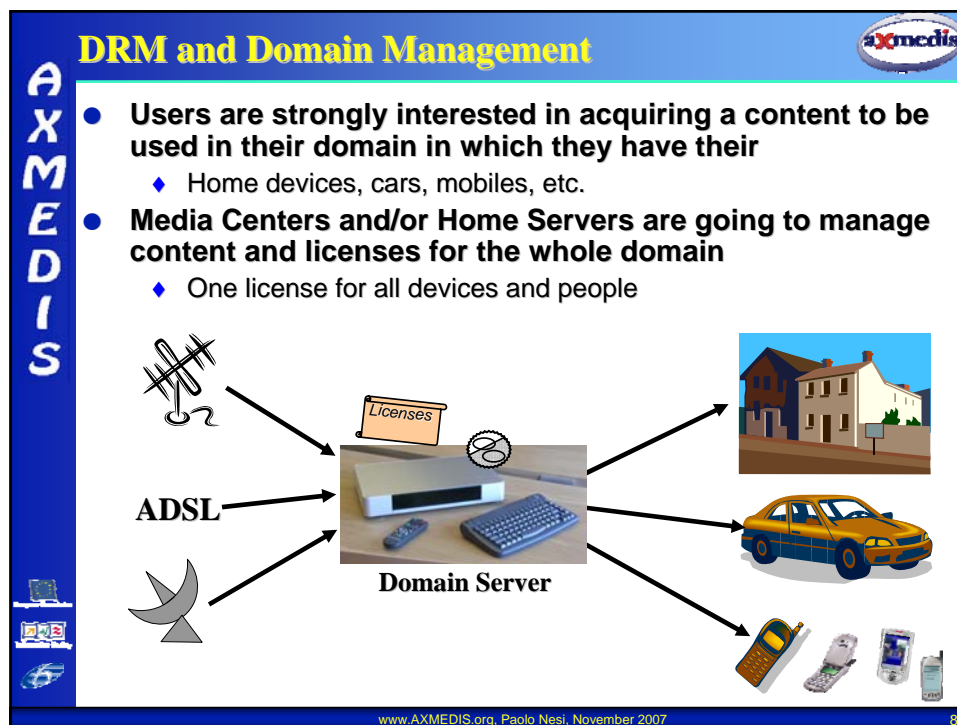 DRM and Domain Management
axmedis
AXMEDIS
Users are strongly interested in acquiring a content to be
used in their domain in which they have their
Home devices, cars, mobiles, etc.
Media Centers and/or Home Servers are going to manage
content and licenses for the whole domain
One license for all devices and people
Licenses
ADSL
Domain Server
www.AXMEDIS.org, Paolo Nesi, November 2007
8